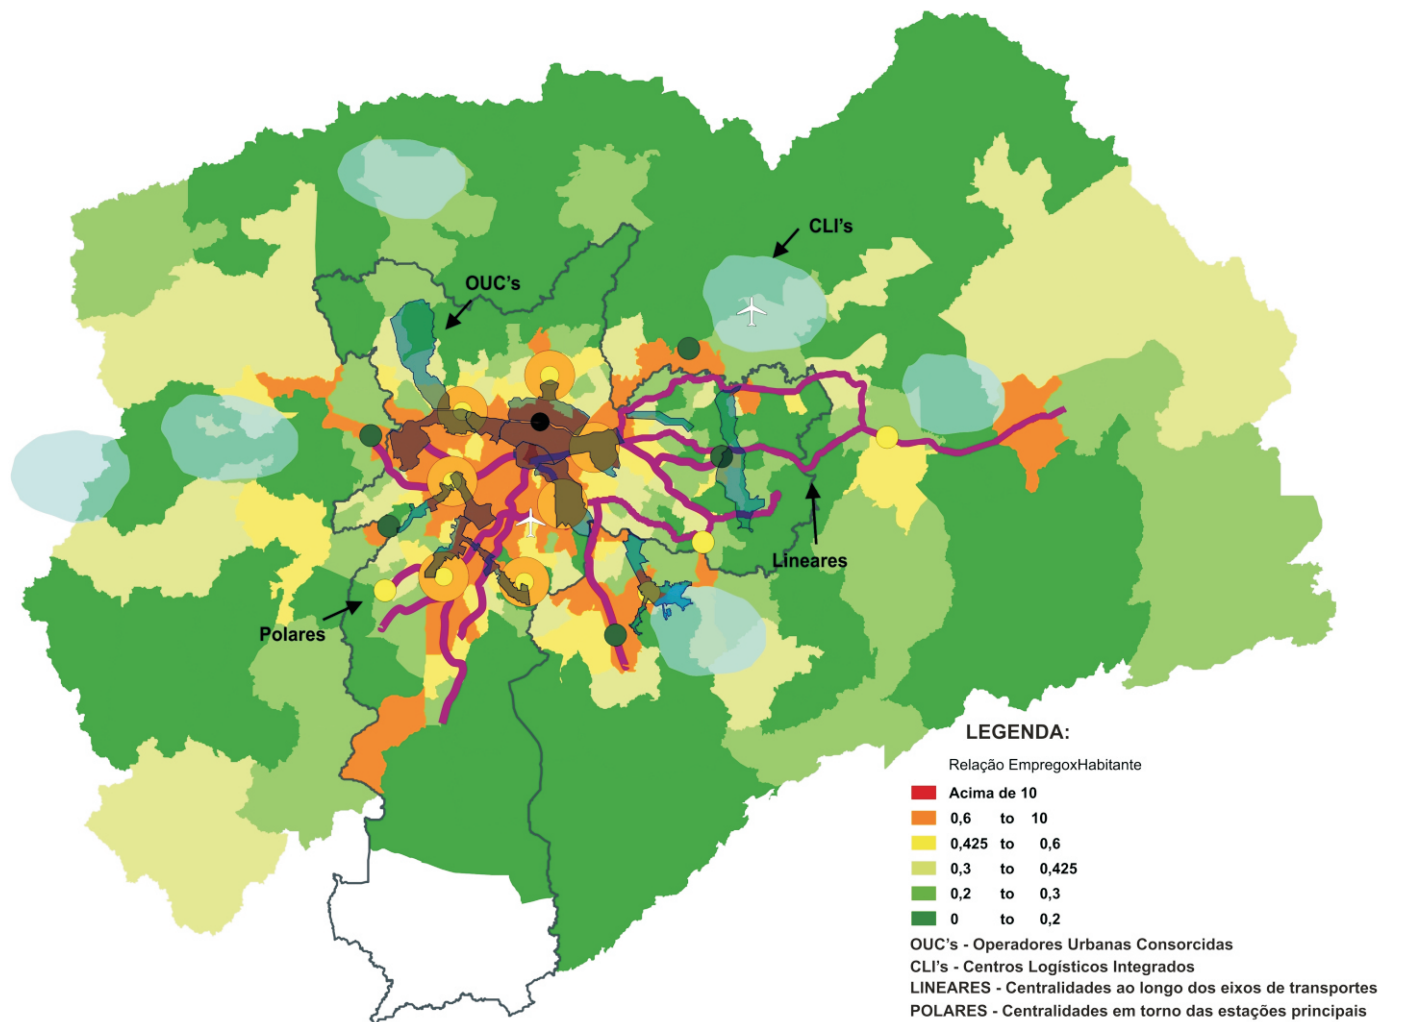 CLI's
OUC's
Lineares
Polares
LEGENDA:
Relação EmpregoxHabitante
Acima de 10
0,6 to 10
0,425 to 0,6
0,3 to 0,425
0,2 to 0,3
0 to 0,2
OUC's - Operadores Urbanas Consorcidas
CLI's - Centros Logísticos Integrados
LINEARES - Centralidades ao longo dos eixos de transportes
POLARES - Centralidades em torno das estações principais